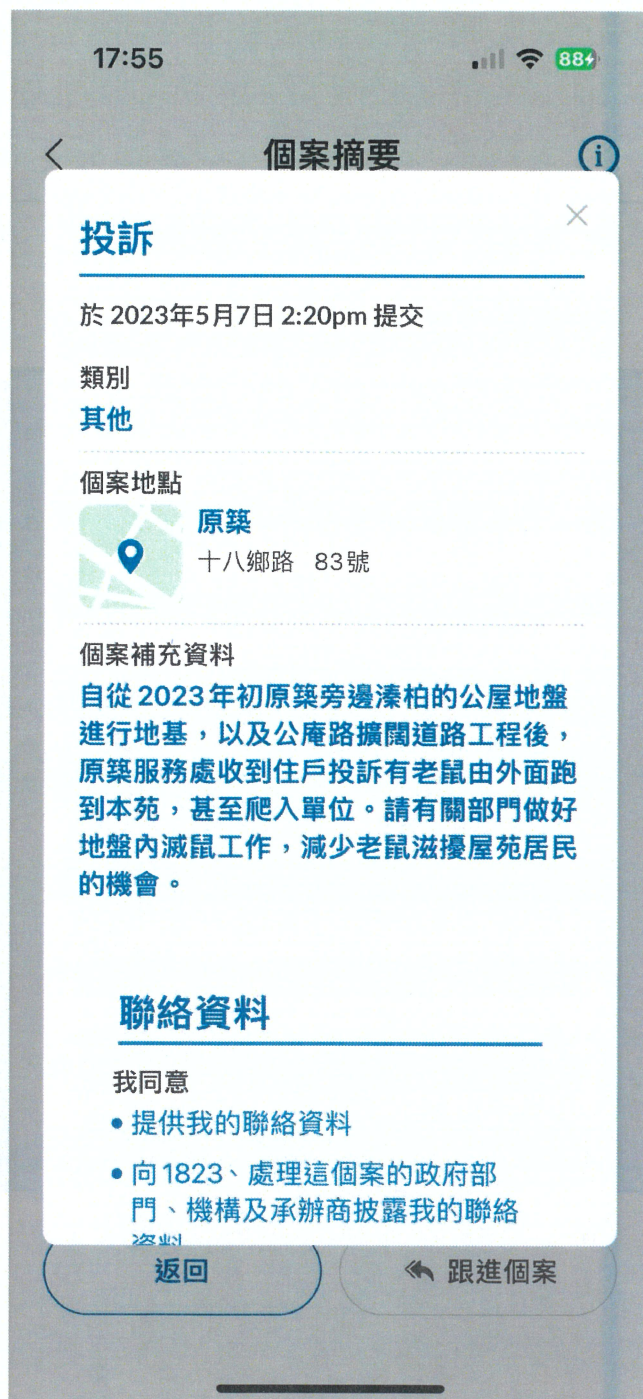 17:55
88
個案摘要
投訴
於 2023年5月7日 2:20pm 提交
類別
其他
個案地點
原築
十八鄉路 83號
個案補充資料
自從2023年初原築旁邊溱柏的公屋地盤
進行地基，以及公庵路擴闊道路工程後，
原築服務處收到住戶投訴有老鼠由外面跑
到本苑，甚至爬入單位。請有關部門做好
地盤內滅鼠工作，減少老鼠滋擾屋苑居民
的機會。
聯絡資料
我同意
• 提供我的聯絡資料
• 向1823、處理這個案的政府部
門、機構及承辦商披露我的聯絡
資料
返回
跟進個案